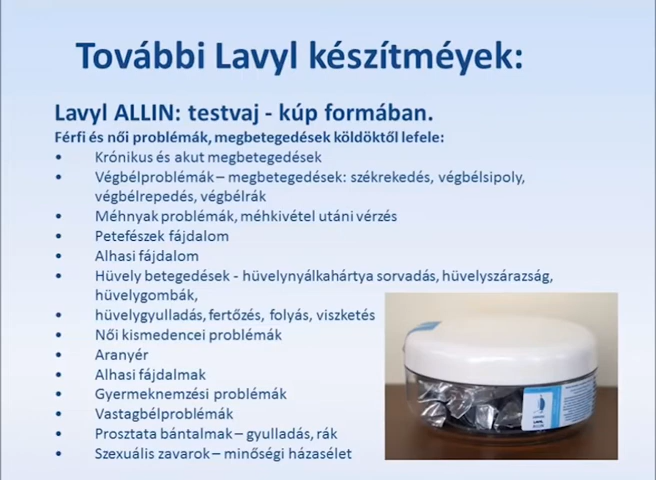 További Lavyl készítméyek:
Lavyl ALLIN: testvaj - kúp formában.
Férfi és női problémák, megbetegedések köldöktől lefele:
• Krónikus és akut megbetegedések
• Végbélproblémák – megbetegedések: székrekedés, végbélsipoly,
végbélrepedés, végbélrák
• Méhnyak problémák, méhkivétel utáni vérzés
• Petefészek fájdalom
• Alhasi fájdalom
• Hüvely betegedések - hüvelynyálkahártya sorvadás, hüvelyszárazság,
hüvelygombák,
• hüvelygyulladás, fertőzés, folyás, viszketés
• Női kismedencei problémák
• Aranyér
• Alhasi fájdalmak
• Gyermeknemzési problémák
• Vastagbélproblémák
• Prosztata bántalmak – gyulladás, rák
• Szexuális zavarok – minőségi házasélet